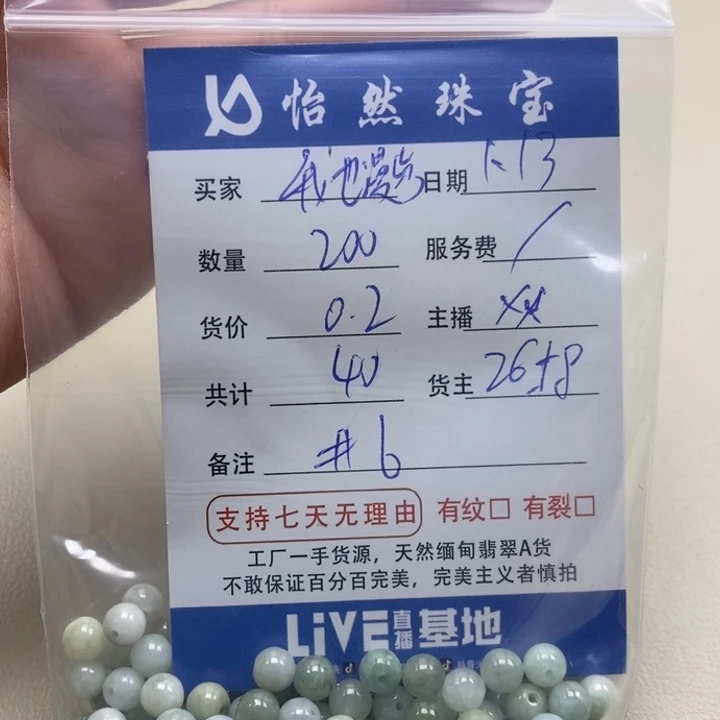 怡然珠宝
买家 我也漫步 日期 1.13
数量 200 服务费 /
货价 0.2 主播
共计 40 货主
备注 #6
支持七天无理由 有纹□ 有裂□
工厂一手货源，天然缅甸翡翠A货
不敢保证百分百完美，完美主义者慎拍
LiVE直播基地